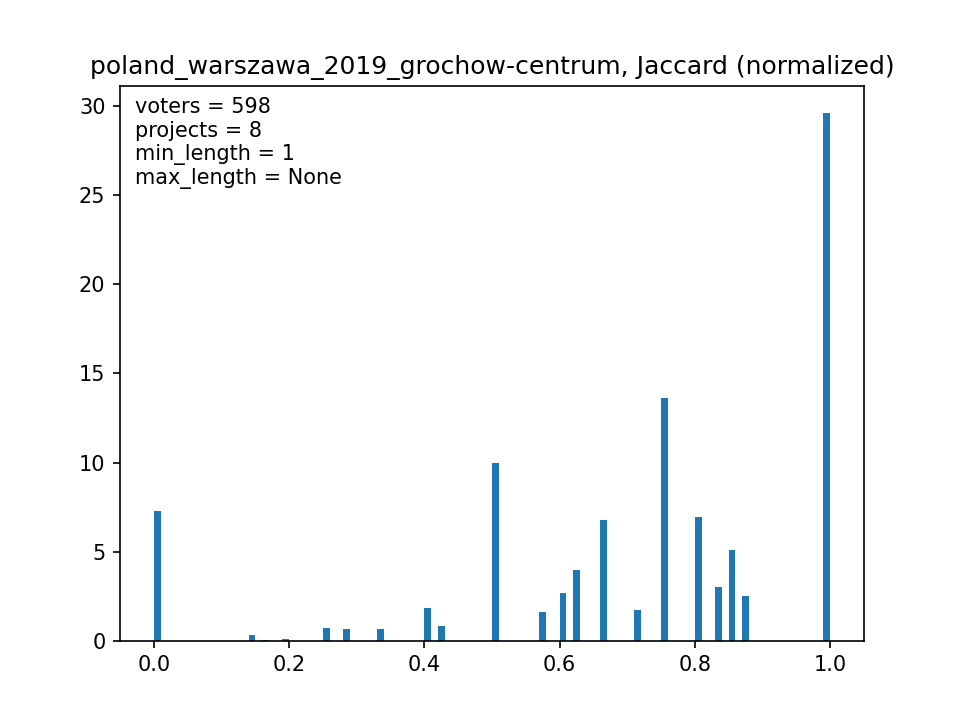 poland_warszawa_2019_grochow-centrum, Jaccard (normalized)
voters = 598
projects = 8
min_length = 1
max_length = None
30
25
20
15
10
5
0
0.0 0.2 0.4 0.6 0.8 1.0